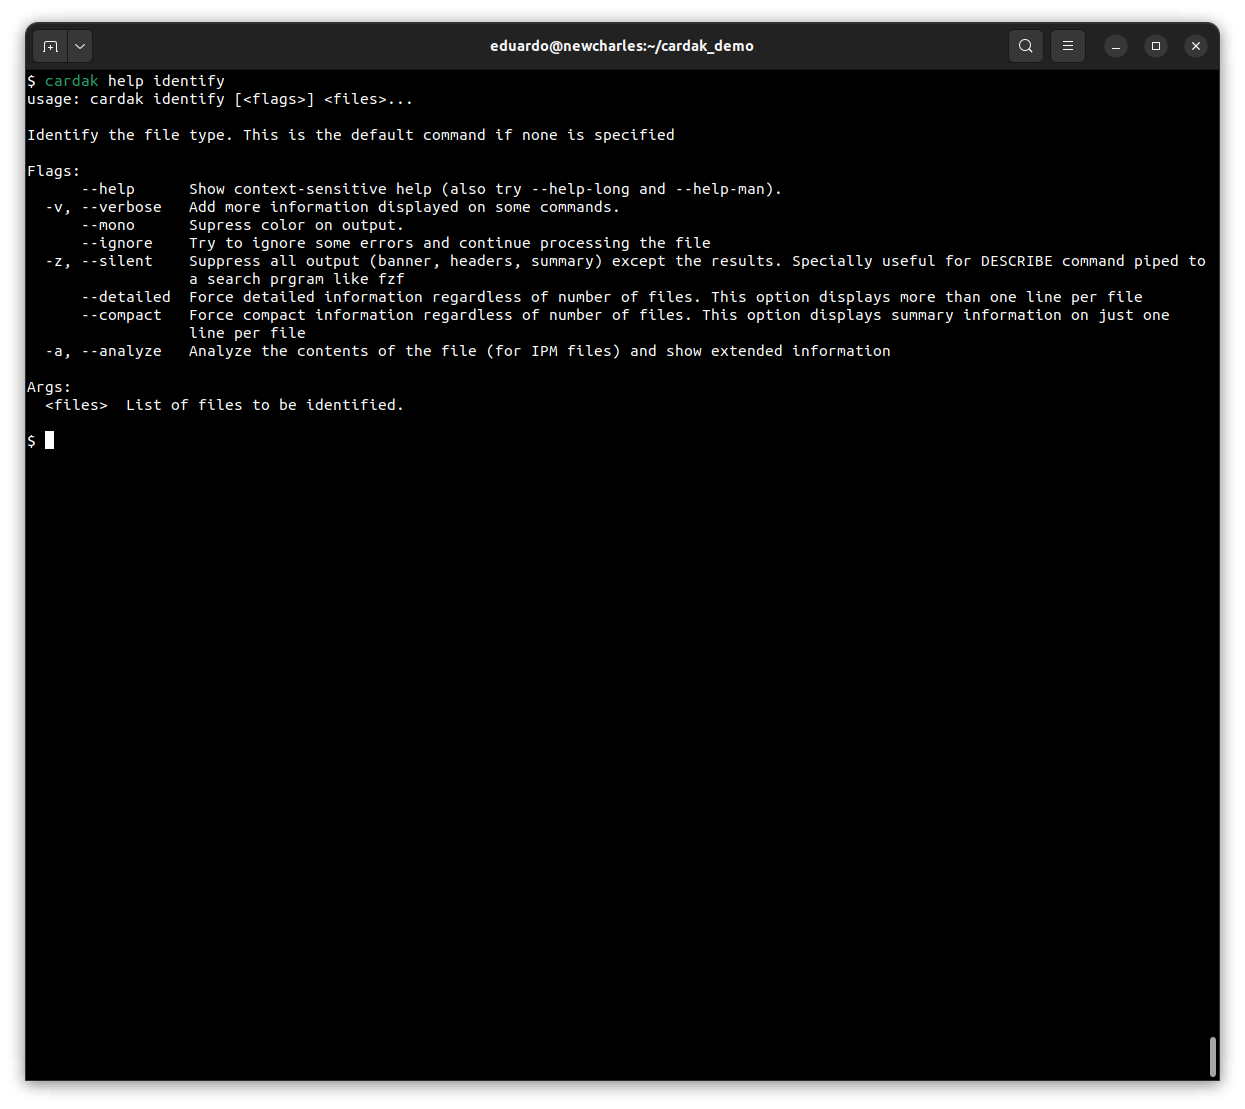 eduardo@newcharles:~/cardak_demo
$ cardak help identify
usage: cardak identify [<flags>] <files>...
Identify the file type. This is the default command if none is specified
Flags:
--help Show context-sensitive help (also try --help-long and --help-man).
-v, --verbose Add more information displayed on some commands.
--mono Supress color on output.
--ignore Try to ignore some errors and continue processing the file
-z, --silent Suppress all output (banner, headers, summary) except the results. Specially useful for DESCRIBE command piped to
a search prgram like fzf
--detailed Force detailed information regardless of number of files. This option displays more than one line per file
--compact Force compact information regardless of number of files. This option displays summary information on just one
line per file
-a, --analyze Analyze the contents of the file (for IPM files) and show extended information
Args:
<files> List of files to be identified.
$